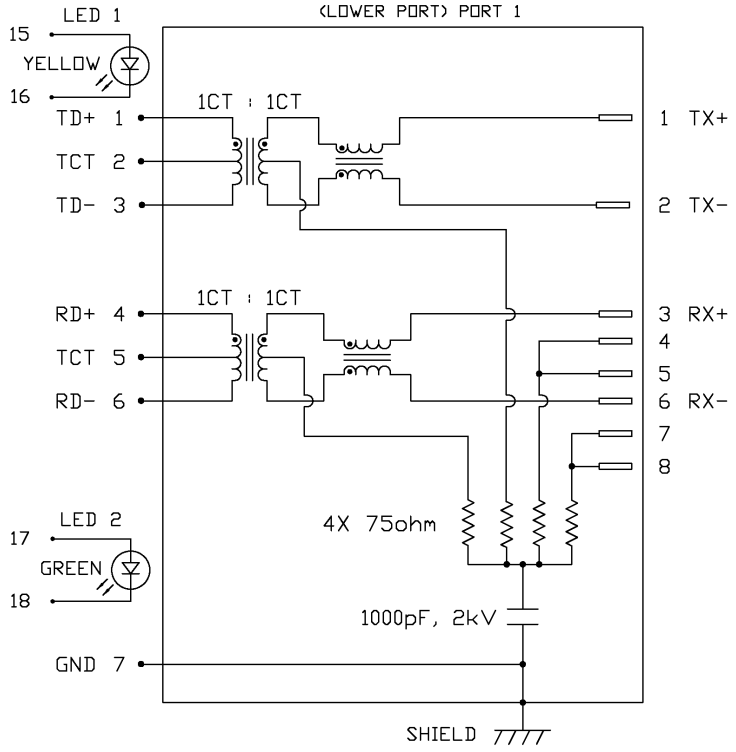 (LOWER PORT) PORT 1
LED 1
15
YELLOW
16
1CT : 1CT
TD+ 1
1 TX+
TCT 2
TD- 3
2 TX-
1CT : 1CT
RD+ 4
3 RX+
4
TCT 5
5
RD- 6
6 RX-
7
8
LED 2
4X 75ohm
17
GREEN
18
1000pF, 2kV
GND 7
SHIELD